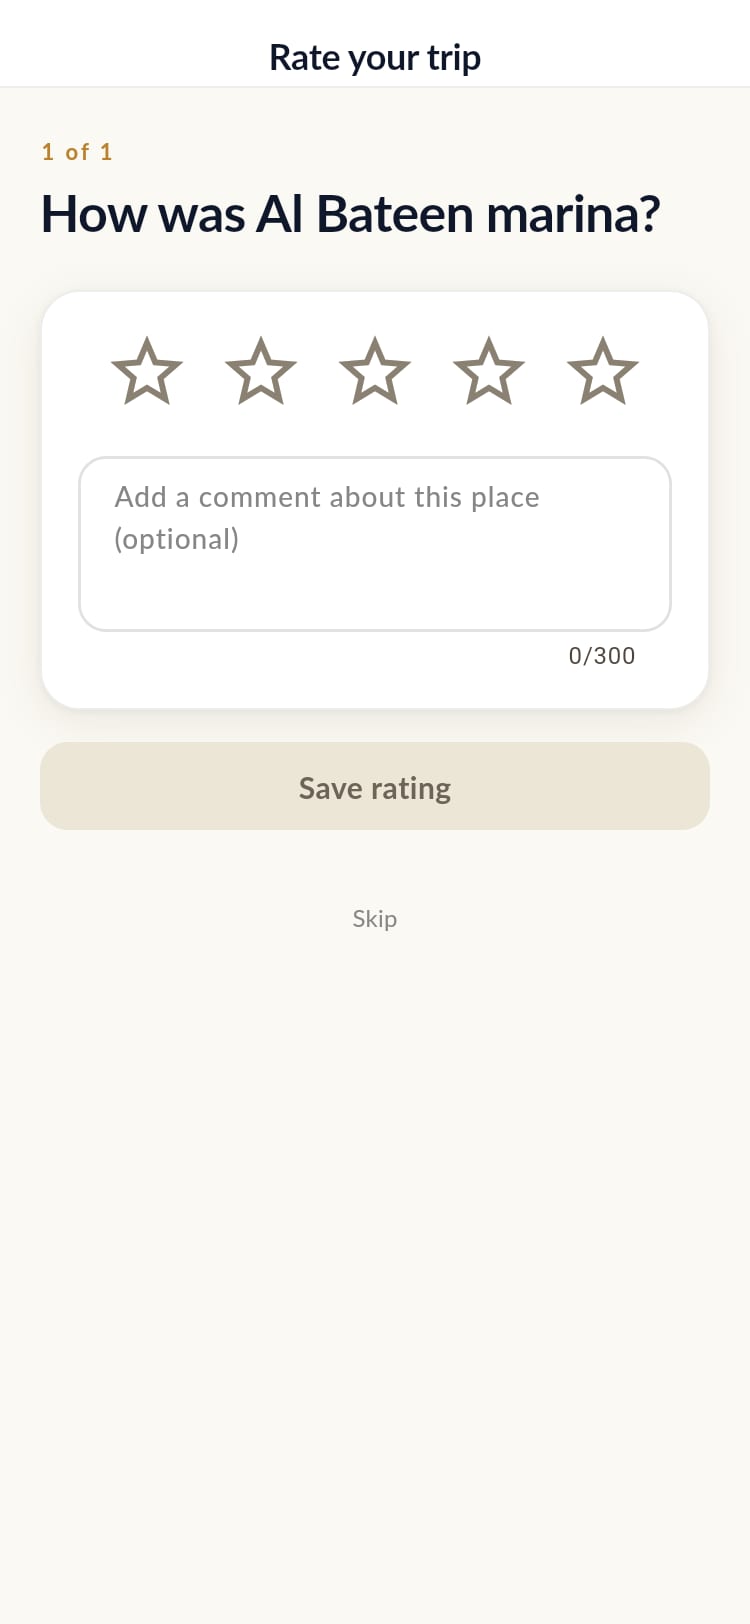 Rate your trip
1 of 1
How was Al Bateen marina?
Add a comment about this place
(optional)
0/300
Save rating
Skip